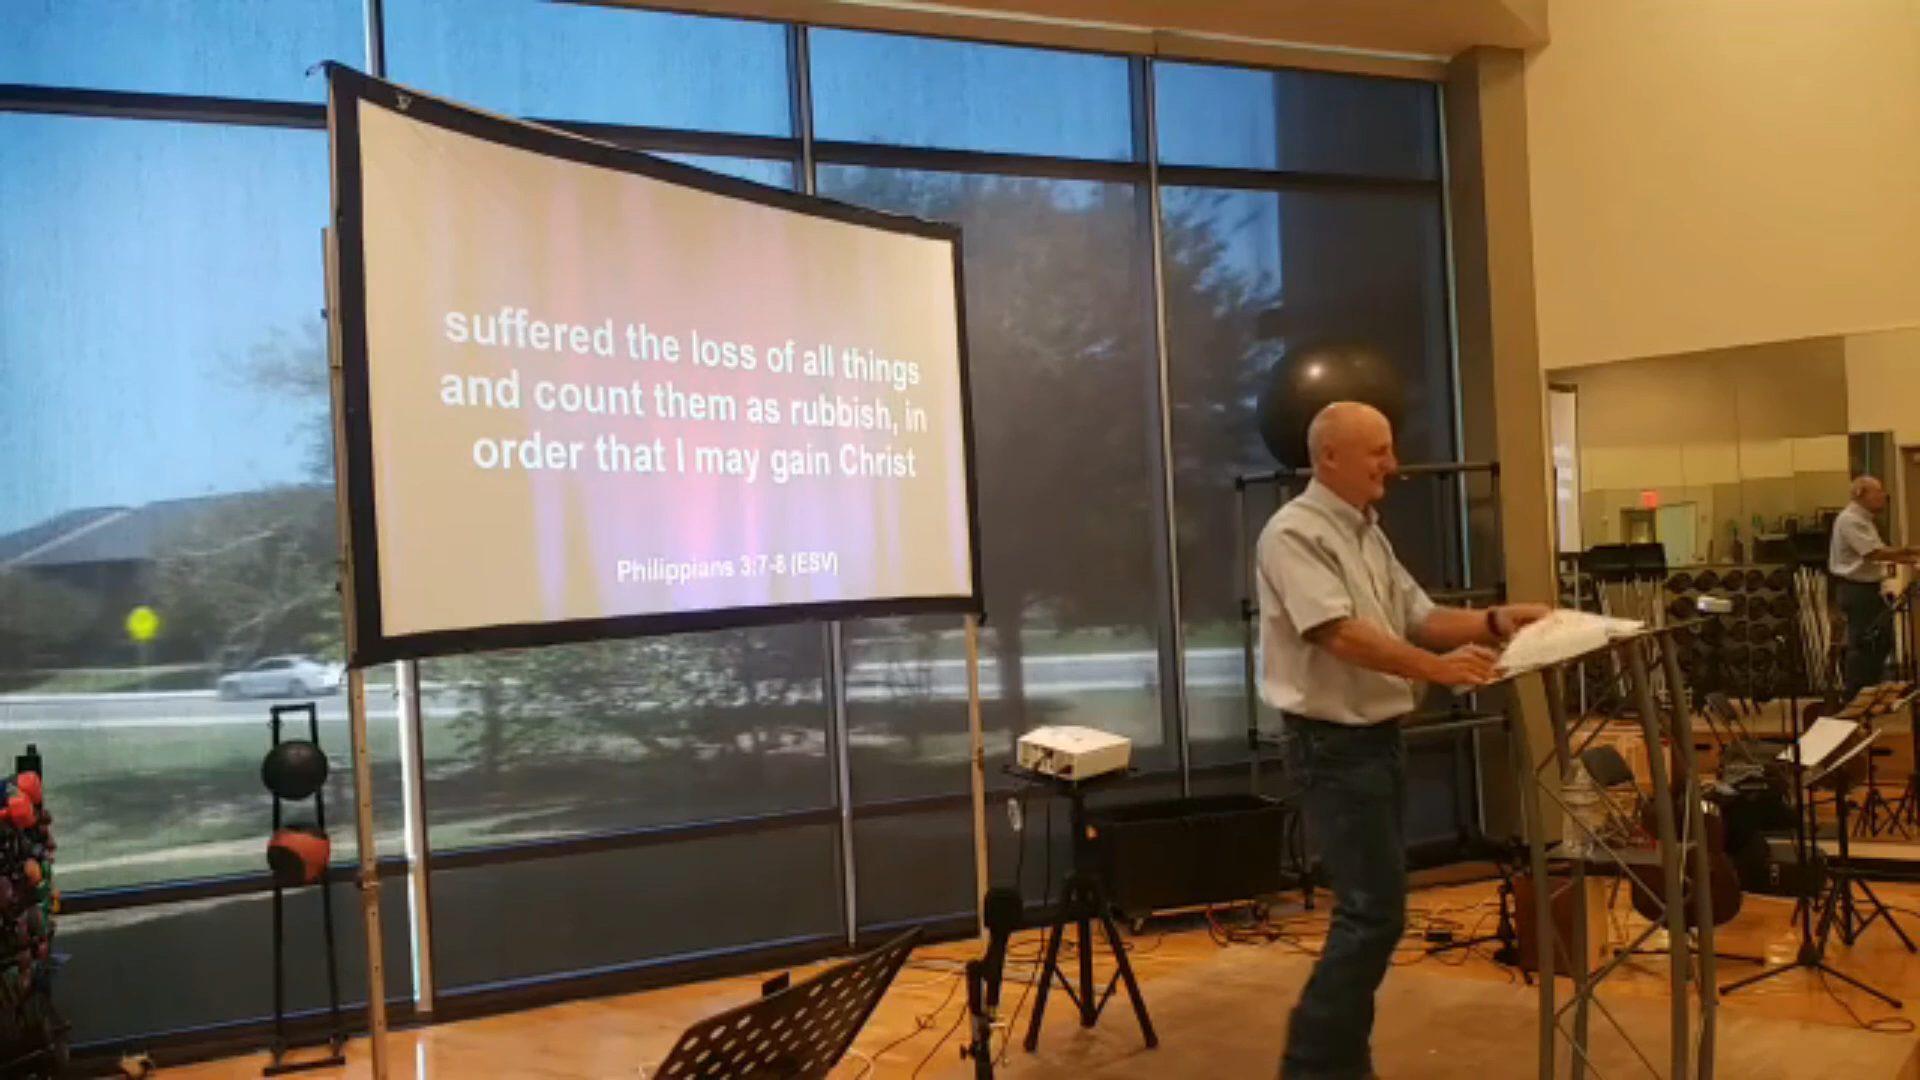 suffered the loss of all things
and count them as rubbish, in
order that I may gain Christ
Philippians 3:7-8 (ESV)